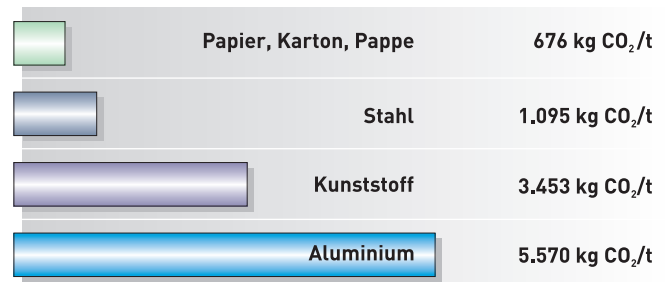 Papier, Karton, Pappe 676 kg CO₂/t
Stahl 1.095 kg CO₂/t
Kunststoff 3.453 kg CO₂/t
Aluminium 5.570 kg CO₂/t